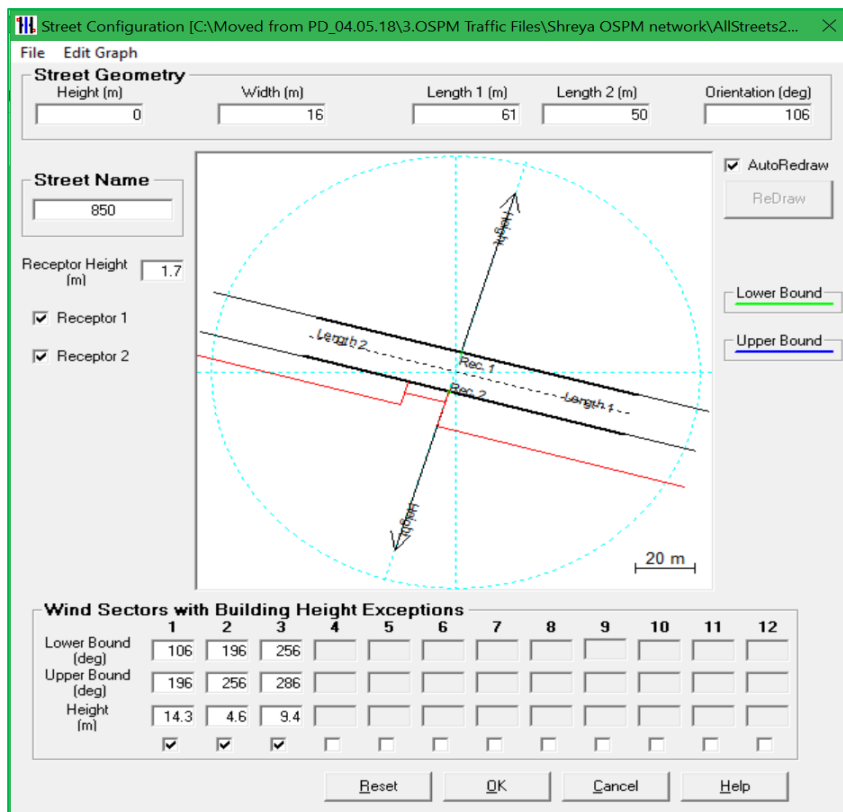 Street Configuration [C:\Moved from PD_04.05.18\3.OSPM Traffic Files\Shreya OSPM network\AllStreets2...
File Edit Graph
Street Geometry
Height (m) Width (m) Length 1 (m) Length 2 (m) Orientation (deg)
0 16 61 50 106
Street Name
850
AutoRedraw
ReDraw
Receptor Height (m) 1.7
Receptor 1
Receptor 2
Height
Length 2
Rec. 1
Rec. 2
Length 1
Height
20 m
Lower Bound
Upper Bound
Wind Sectors with Building Height Exceptions
1 2 3 4 5 6 7 8 9 10 11 12
Lower Bound (deg) 106 196 256
Upper Bound (deg) 196 256 286
Height (m) 14.3 4.6 9.4
Reset OK Cancel Help